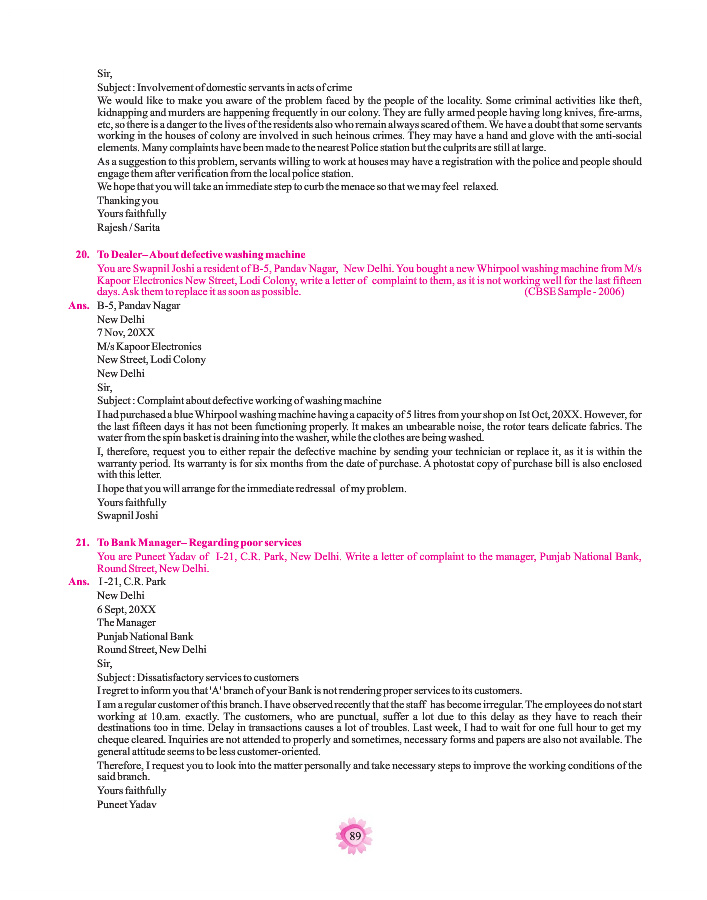 Sir,
Subject : Involvement of domestic servants in acts of crime
We would like to make you aware of the problem faced by the people of the locality. Some criminal activities like theft,
kidnapping and murders are happening frequently in our colony. They are fully armed people having long knives, fire-arms,
etc, so there is a danger to the lives of the residents also who remain always scared of them. We have a doubt that some servants
working in the houses of colony are involved in such heinous crimes. They may have a hand and glove with the anti-social
elements. Many complaints have been made to the nearest Police station but the culprits are still at large.
As a suggestion to this problem, servants willing to work at houses may have a registration with the police and people should
engage them after verification from the local police station.
We hope that you will take an immediate step to curb the menace so that we may feel relaxed.
Thanking you
Yours faithfully
Rajesh / Sarita
20. To Dealer– About defective washing machine
You are Swapnil Joshi a resident of B-5, Pandav Nagar, New Delhi. You bought a new Whirpool washing machine from M/s
Kapoor Electronics New Street, Lodi Colony, write a letter of complaint to them, as it is not working well for the last fifteen
days. Ask them to replace it as soon as possible. (CBSE Sample - 2006)
Ans. B-5, Pandav Nagar
New Delhi
7 Nov, 20XX
M/s Kapoor Electronics
New Street, Lodi Colony
New Delhi
Sir,
Subject : Complaint about defective working of washing machine
I had purchased a blue Whirpool washing machine having a capacity of 5 litres from your shop on Ist Oct, 20XX. However, for
the last fifteen days it has not been functioning properly. It makes an unbearable noise, the rotor tears delicate fabrics. The
water from the spin basket is draining into the washer, while the clothes are being washed.
I, therefore, request you to either repair the defective machine by sending your technician or replace it, as it is within the
warranty period. Its warranty is for six months from the date of purchase. A photostat copy of purchase bill is also enclosed
with this letter.
I hope that you will arrange for the immediate redressal of my problem.
Yours faithfully
Swapnil Joshi
21. To Bank Manager– Regarding poor services
You are Puneet Yadav of I-21, C.R. Park, New Delhi. Write a letter of complaint to the manager, Punjab National Bank,
Round Street, New Delhi.
Ans. I -21, C.R. Park
New Delhi
6 Sept, 20XX
The Manager
Punjab National Bank
Round Street, New Delhi
Sir,
Subject : Dissatisfactory services to customers
I regret to inform you that 'A' branch of your Bank is not rendering proper services to its customers.
I am a regular customer of this branch. I have observed recently that the staff has become irregular. The employees do not start
working at 10.am. exactly. The customers, who are punctual, suffer a lot due to this delay as they have to reach their
destinations too in time. Delay in transactions causes a lot of troubles. Last week, I had to wait for one full hour to get my
cheque cleared. Inquiries are not attended to properly and sometimes, necessary forms and papers are also not available. The
general attitude seems to be less customer-oriented.
Therefore, I request you to look into the matter personally and take necessary steps to improve the working conditions of the
said branch.
Yours faithfully
Puneet Yadav
89